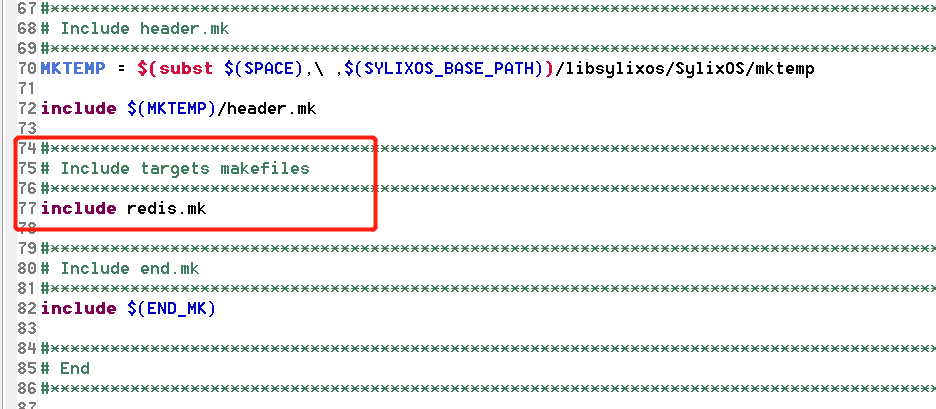 67 #******************************************************************************************
68 # Include header.mk
69 #******************************************************************************************
70 MKTEMP = $(subst $(SPACE),\ ,$(SYLIXOS_BASE_PATH))/libsylixos/SylixOS/mktemp
71
72 include $(MKTEMP)/header.mk
73
74 #******************************************************************************************
75 # Include targets makefiles
76 #******************************************************************************************
77 include redis.mk
78
79 #******************************************************************************************
80 # Include end.mk
81 #******************************************************************************************
82 include $(END_MK)
83
84 #******************************************************************************************
85 # End
86 #******************************************************************************************
87